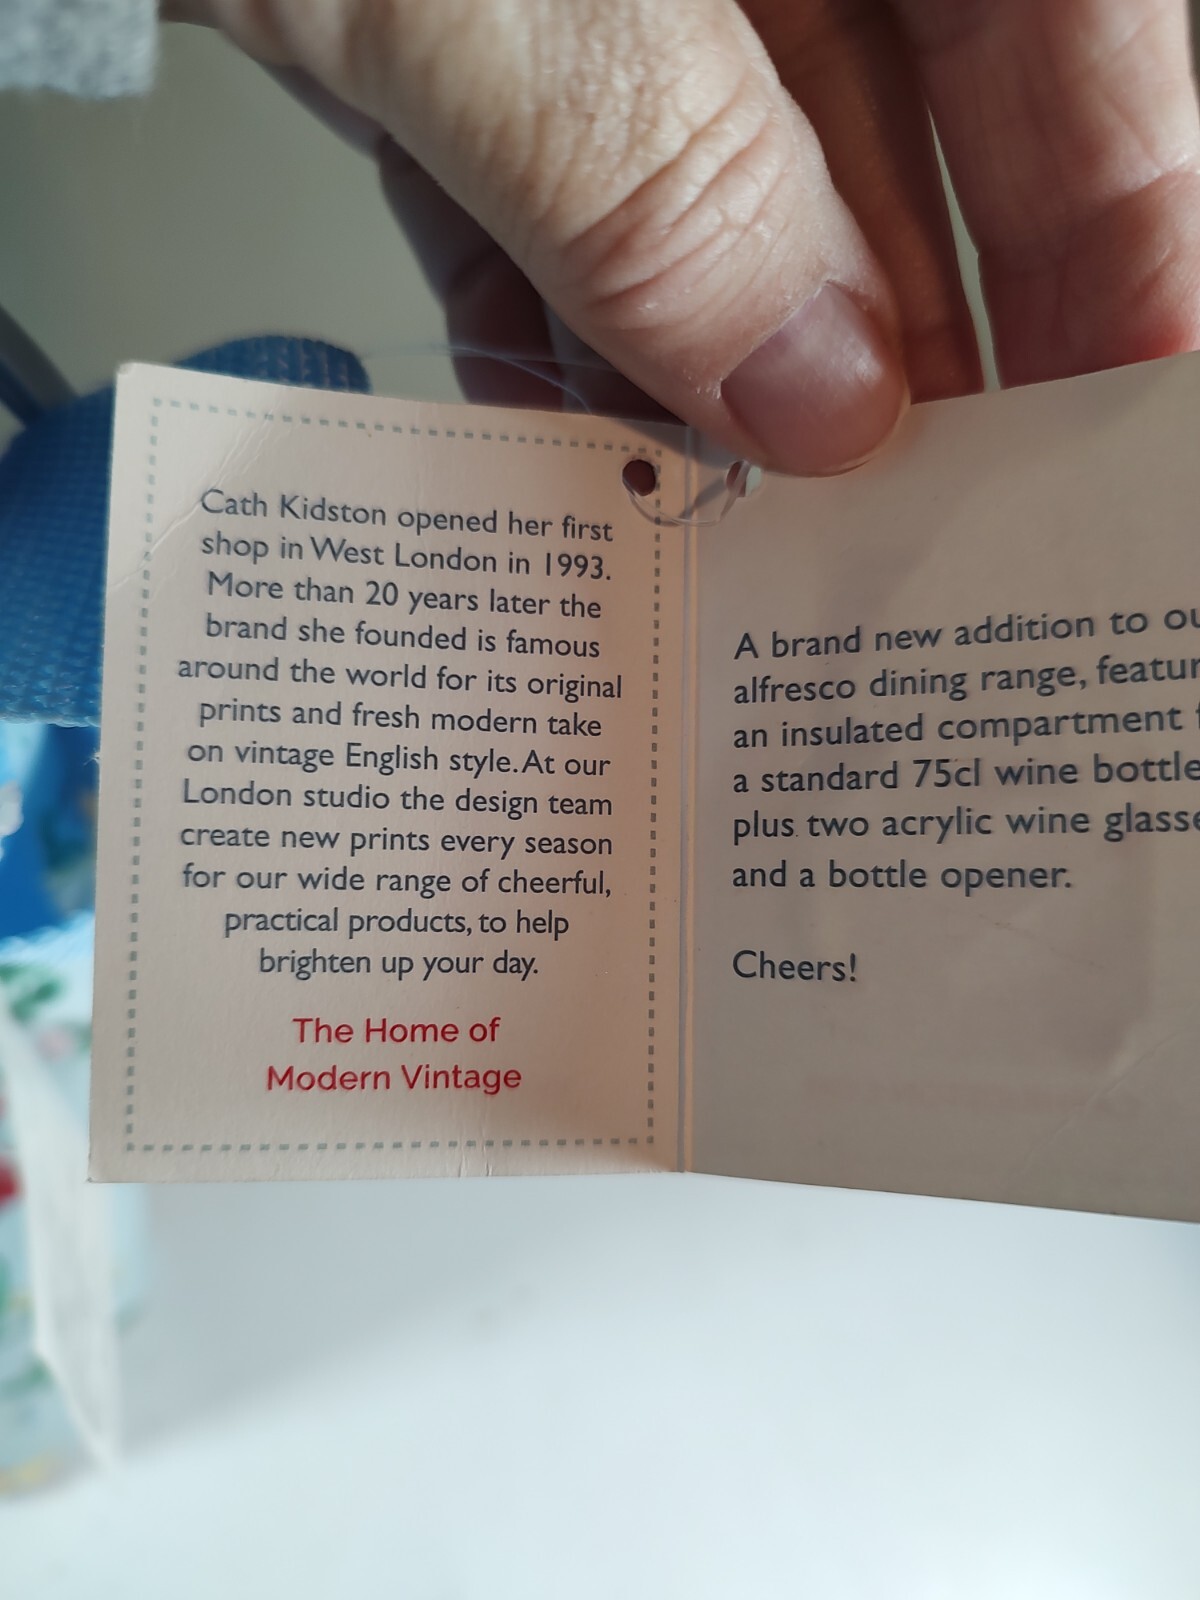 Cath Kidston opened her first
shop in West London in 1993.
More than 20 years later the
brand she founded is famous
around the world for its original
prints and fresh modern take
on vintage English style. At our
London studio the design team
create new prints every season
for our wide range of cheerful,
practical products, to help
brighten up your day.
The Home of
Modern Vintage
A brand new addition to
alfresco dining range,
an insulated compartment
a standard 75cl wine bottle
plus two acrylic wine
and a bottle opener.
Cheers!